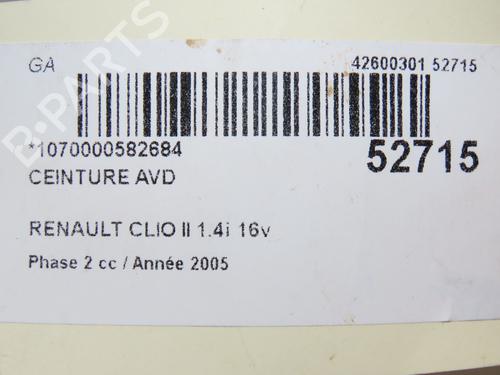 GA
42600301 52715
*1070000582684
52715
CEINTURE AVD
RENAULT CLIO II 1.4i 16v
Phase 2 cc / Année 2005
B-PARTS